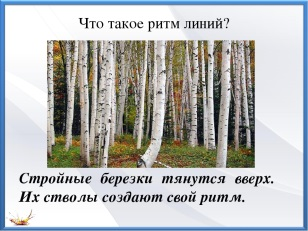 Что такое ритм линий?
Стройные березки тянутся вверх.
Их стволы создают свой ритм.